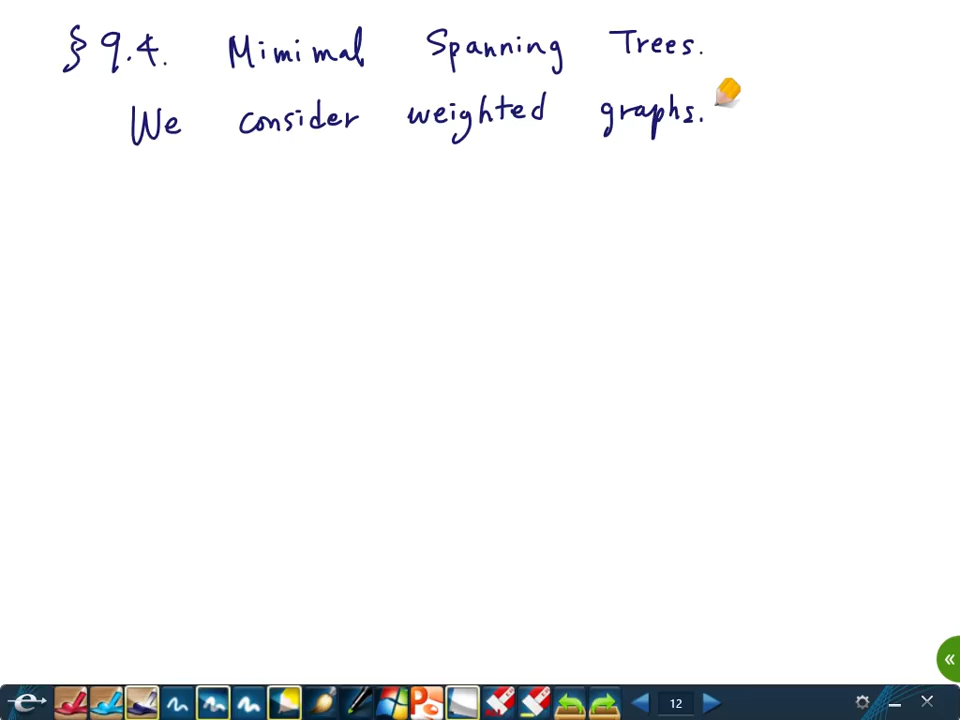 § 9.4. Mimimal Spanning Trees.
We consider weighted graphs.
12